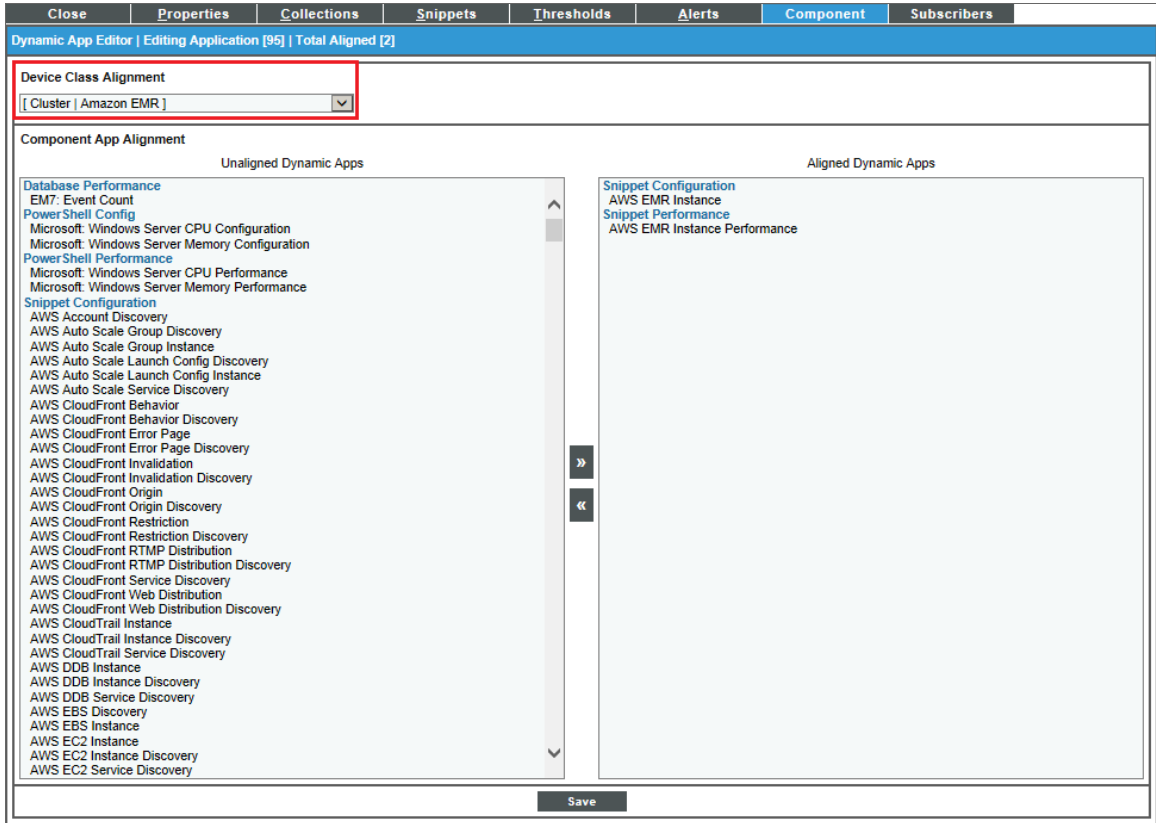 Close Properties Collections Snippets Thresholds Alerts Component Subscribers
Dynamic App Editor | Editing Application [95] | Total Aligned [2]
Device Class Alignment
[ Cluster | Amazon EMR ]
Component App Alignment
Unaligned Dynamic Apps
Database Performance
EM7: Event Count
PowerShell Config
Microsoft: Windows Server CPU Configuration
Microsoft: Windows Server Memory Configuration
PowerShell Performance
Microsoft: Windows Server CPU Performance
Microsoft: Windows Server Memory Performance
Snippet Configuration
AWS Account Discovery
AWS Auto Scale Group Discovery
AWS Auto Scale Group Instance
AWS Auto Scale Launch Config Discovery
AWS Auto Scale Launch Config Instance
AWS Auto Scale Service Discovery
AWS CloudFront Behavior
AWS CloudFront Behavior Discovery
AWS CloudFront Error Page
AWS CloudFront Error Page Discovery
AWS CloudFront Invalidation
AWS CloudFront Invalidation Discovery
AWS CloudFront Origin
AWS CloudFront Origin Discovery
AWS CloudFront Restriction
AWS CloudFront Restriction Discovery
AWS CloudFront RTMP Distribution
AWS CloudFront RTMP Distribution Discovery
AWS CloudFront Service Discovery
AWS CloudFront Web Distribution
AWS CloudFront Web Distribution Discovery
AWS CloudTrail Instance
AWS CloudTrail Instance Discovery
AWS CloudTrail Service Discovery
AWS DDB Instance
AWS DDB Instance Discovery
AWS DDB Service Discovery
AWS EBS Discovery
AWS EBS Instance
AWS EC2 Instance
AWS EC2 Instance Discovery
AWS EC2 Service Discovery
»
«
Aligned Dynamic Apps
Snippet Configuration
AWS EMR Instance
Snippet Performance
AWS EMR Instance Performance
Save